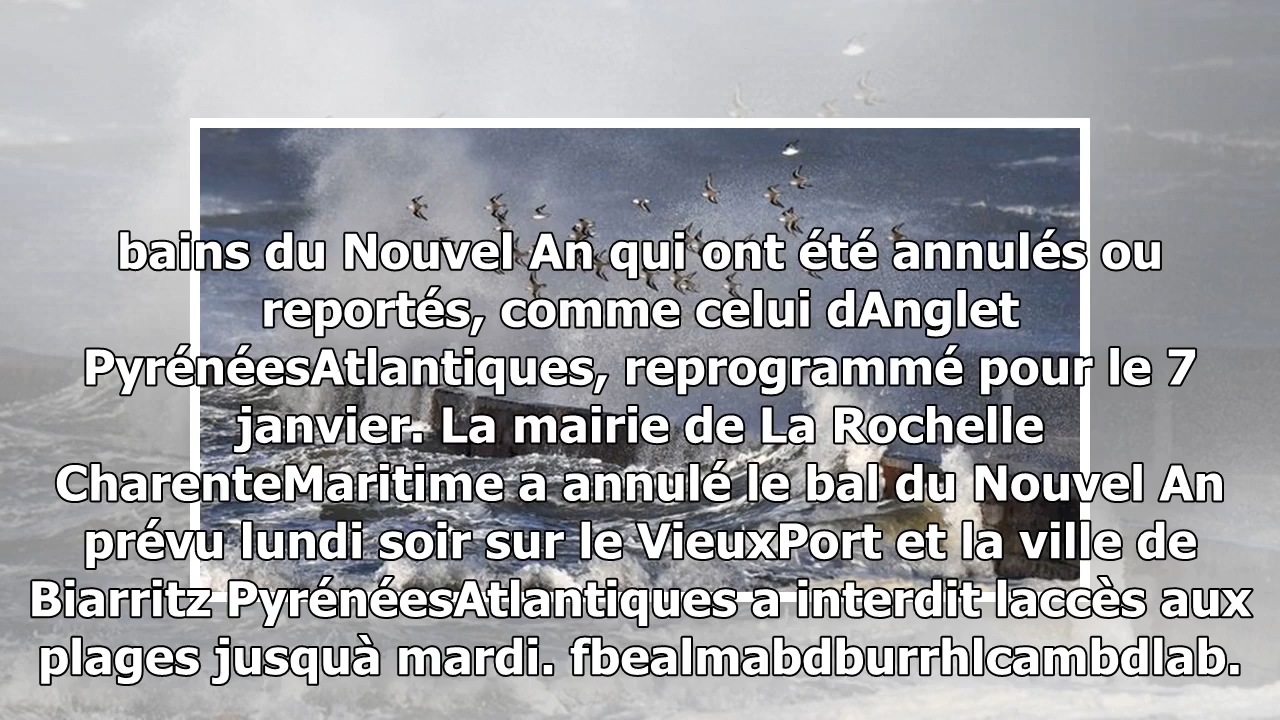 bains du Nouvel An qui ont été annulés ou
reportés, comme celui dAnglet
PyrénéesAtlantiques, reprogrammé pour le 7
janvier. La mairie de La Rochelle
CharenteMaritime a annulé le bal du Nouvel An
prévu lundi soir sur le VieuxPort et la ville de
Biarritz PyrénéesAtlantiques a interdit laccès aux
plages jusquà mardi. fbealmabdburrhlcambdlab.